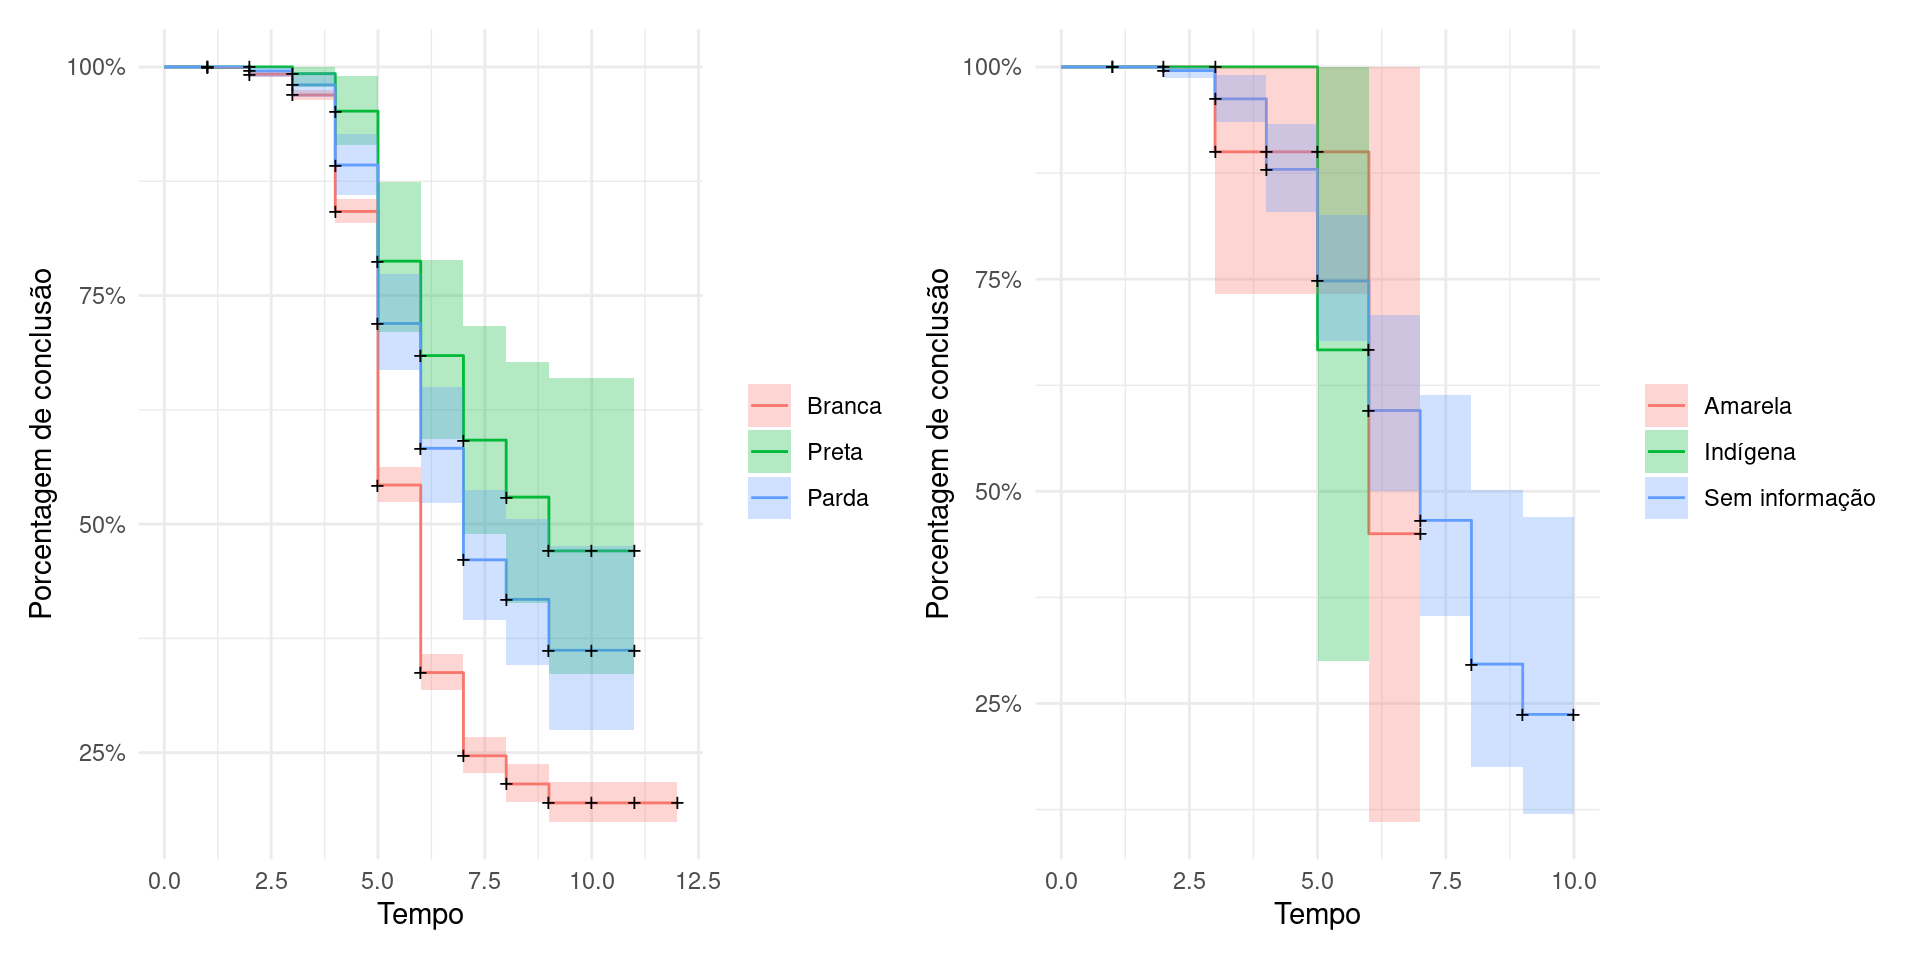 Porcentagem de conclusão
100%
75%
50%
25%
0.0 2.5 5.0 7.5 10.0 12.5
Tempo
Branca
Preta
Parda
Porcentagem de conclusão
100%
75%
50%
25%
0.0 2.5 5.0 7.5 10.0
Tempo
Amarela
Indígena
Sem informação